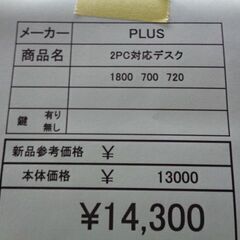 メーカー PLUS
商品名 2PC対応デスク
1800 700 720
鍵 有り 無し
新品参考価格 ¥
本体価格 ¥ 13000
¥14,300